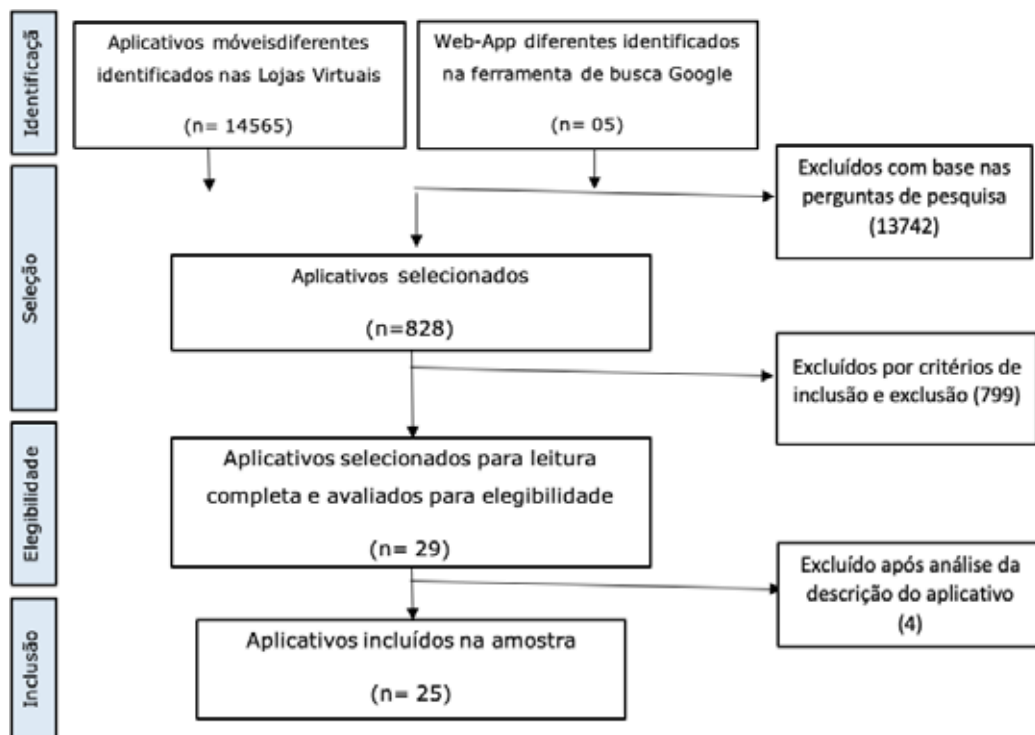 Identificaçã
Aplicativos móveisdiferentes
identificados nas Lojas Virtuais
(n= 14565)
Web-App diferentes identificados
na ferramenta de busca Google
(n= 05)
Excluídos com base nas
perguntas de pesquisa
(13742)
Seleção
Aplicativos selecionados
(n=828)
Excluídos por critérios de
inclusão e exclusão (799)
Elegibilidade
Aplicativos selecionados para leitura
completa e avaliados para elegibilidade
(n= 29)
Excluído após análise da
descrição do aplicativo
(4)
Inclusão
Aplicativos incluídos na amostra
(n= 25)